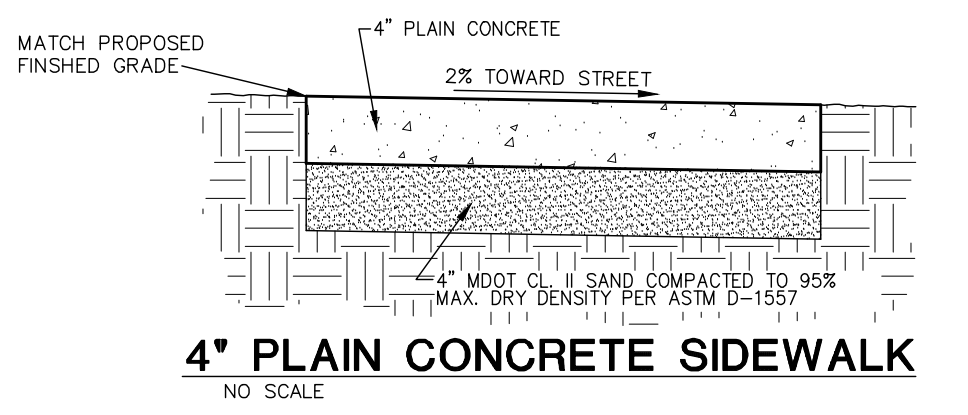 4” PLAIN CONCRETE
MATCH PROPOSED
FINSHED GRADE
2% TOWARD STREET
4” MDOT CL. II SAND COMPACTED TO 95%
MAX. DRY DENSITY PER ASTM D-1557
4" PLAIN CONCRETE SIDEWALK
NO SCALE